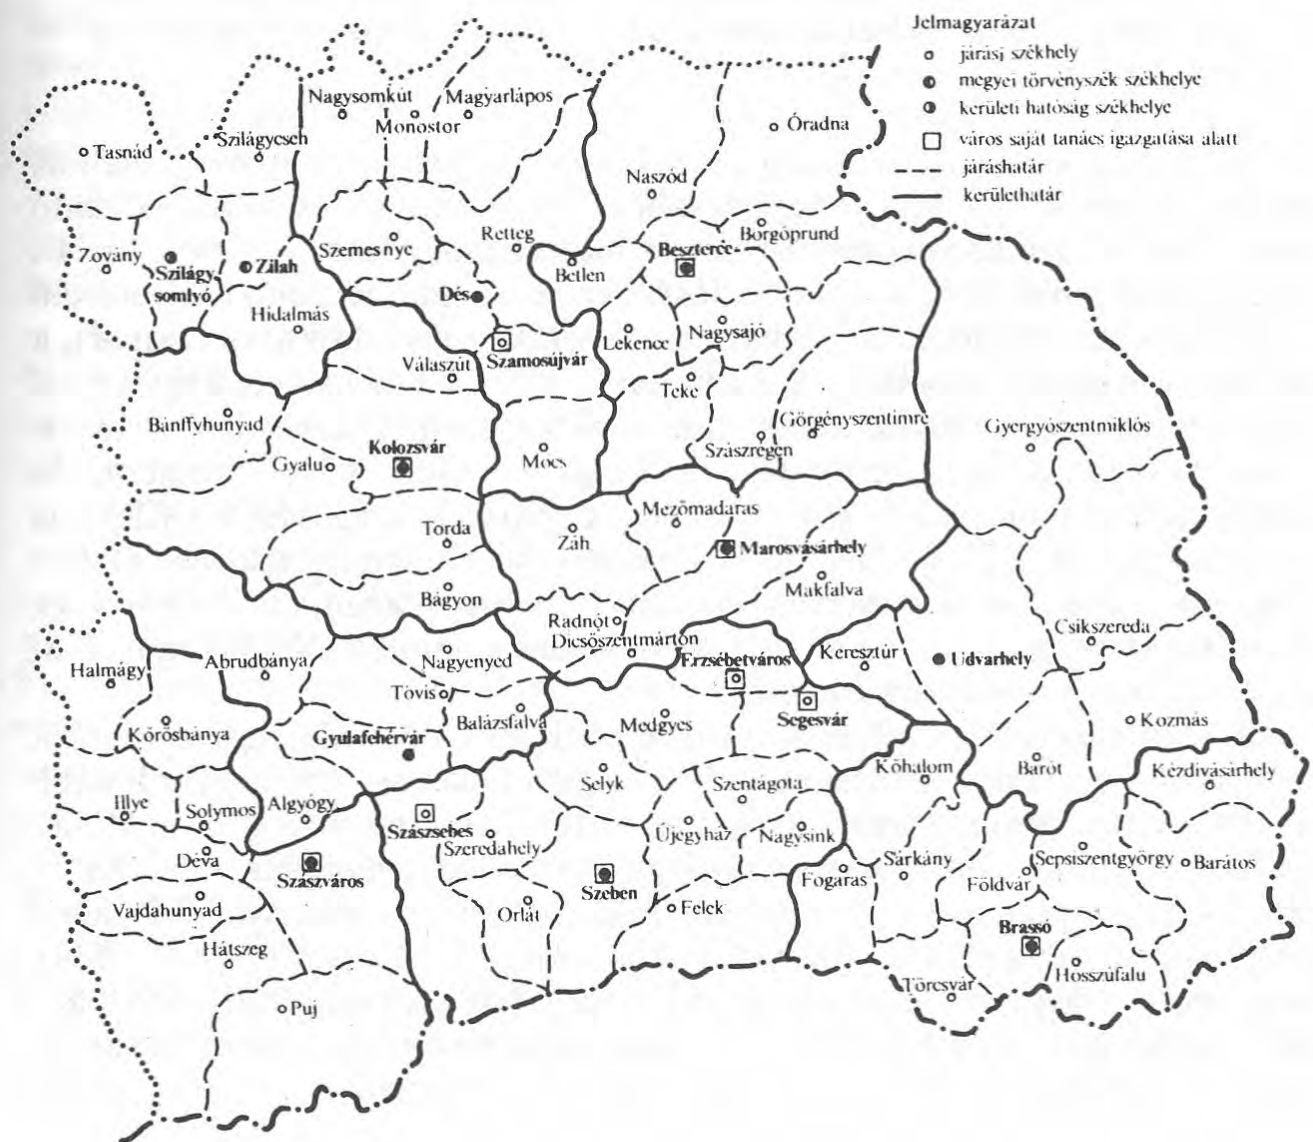 Jelmagyarázat
járási székhely
megyei törvényszék székhelye
kerületi hatóság székhelye
város saját tanács igazgatása alatt
járáshatár
kerülethatár
Tasnád
Szilágycseh
Nagysomkút
Monostor
Magyarlápos
Óradna
Naszód
Zovány
Szilágy-
somlyó
Zilah
Hidalmás
Szemesnye
Retteg
Betlen
Beszterce
Borgóprund
Dés
Szamosújvár
Lekence
Nagysajó
Válaszút
Teke
Bánffyhunyad
Gyalu
Kolozsvár
Mocs
Szászrégen
Görgényszentimre
Gyergyószentmiklós
Torda
Záh
Mezőmadaras
Marosvásárhely
Makfalva
Bágyon
Radnót
Dicsőszentmárton
Erzsébetváros
Keresztúr
Udvarhely
Csíkszereda
Halmágy
Abrudbánya
Nagyenyed
Tövis
Balázsfalva
Medgyes
Segesvár
Kozmás
Körösbánya
Gyulafehérvár
Selyk
Szentágota
Kőhalom
Barót
Kézdivásárhely
Illye
Solymos
Algyógy
Szászsebes
Szeredahely
Újegyház
Nagysink
Déva
Szászváros
Szeben
Fogaras
Sárkány
Földvár
Sepsiszentgyörgy
Barátos
Vajdahunyad
Orlát
Felek
Brassó
Hátszeg
Puj
Törcsvár
Hosszúfalu